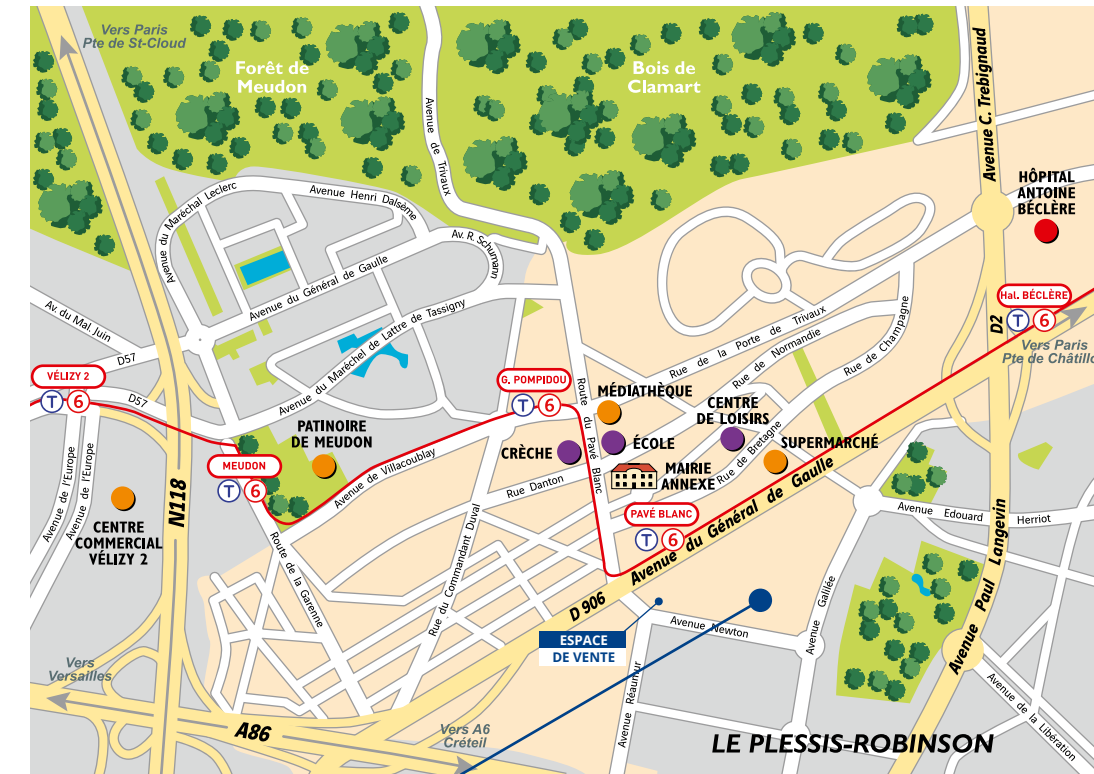 Vers Paris
Pte de St-Cloud
Forêt de
Meudon
Bois de
Clamart
Avenue de Trivaux
Avenue C. Trebignaud
HÔPITAL
ANTOINE
BÉCLÈRE
Avenue du Maréchal Leclerc
Avenue Henri Dalsème
Av. R. Schumann
Avenue du Général de Gaulle
Avenue du Maréchel de Lattre de Tassigny
Av. du Mal. Juin
D57
D57
VÉLIZY 2
T 6
Hal. BÉCLÈRE
T 6
D2
Vers Paris
Pte de Châtillo
Rue de la Porte de Trivaux
Rue de Normandie
Rue de Champagne
G. POMPIDOU
T 6
Route du Pavé Blanc
MÉDIATHÈQUE
CENTRE
DE LOISIRS
PATINOIRE
DE MEUDON
CRÈCHE
ÉCOLE
SUPERMARCHÉ
Rue de Bretagne
MEUDON
T 6
Avenue de Villacoublay
Rue Danton
MAIRIE
ANNEXE
PAVÉ BLANC
T 6
Avenue du Général de Gaulle
D 906
Avenue de l'Europe
Avenue de l'Europe
CENTRE
COMMERCIAL
VÉLIZY 2
N118
Route de la Garenne
Rue du Commandant Duval
Avenue Edouard Herriot
Avenue Paul Langevin
Avenue Galilée
Avenue Newton
ESPACE
DE VENTE
Avenue Réaumur
Avenue de la Libération
Vers
Versailles
A86
Vers A6
Créteil
LE PLESSIS-ROBINSON